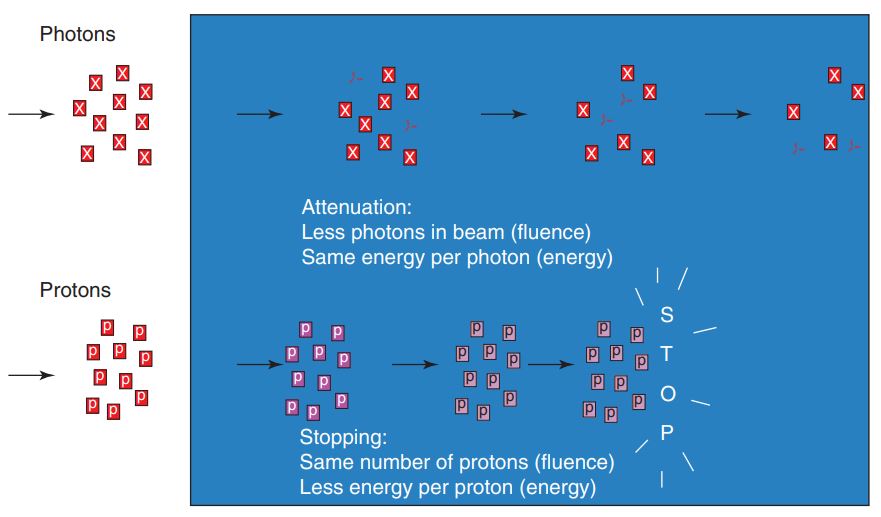 Photons
X X X X X X X X X X
X X X X X X X X
X X X X X X
X X X X
Attenuation:
Less photons in beam (fluence)
Same energy per photon (energy)
Protons
p p p p p p p p p p
p p p p p p p p p p
p p p p p p p p p p
p p p p p p p p p p
S
T
O
P
Stopping:
Same number of protons (fluence)
Less energy per proton (energy)